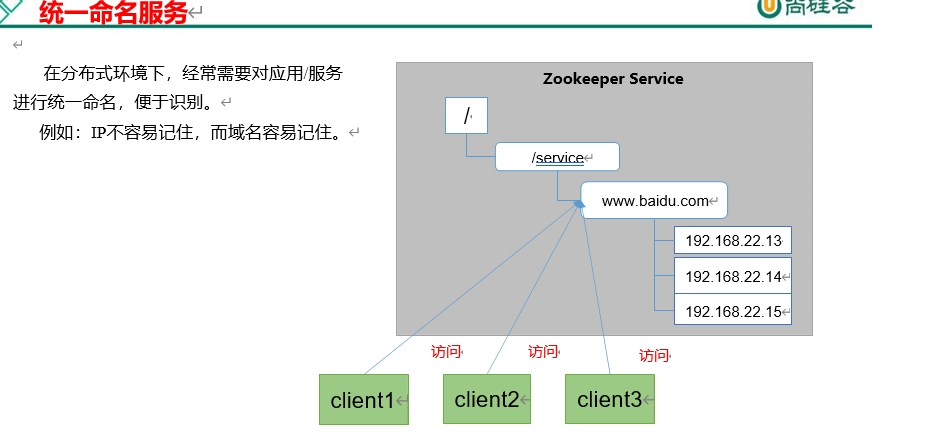 统一命名服务
尚硅谷
在分布式环境下，经常需要对应用/服务
进行统一命名，便于识别。
例如：IP不容易记住，而域名容易记住。
Zookeeper Service
/
/service
www.baidu.com
192.168.22.13
192.168.22.14
192.168.22.15
访问
访问
访问
client1
client2
client3